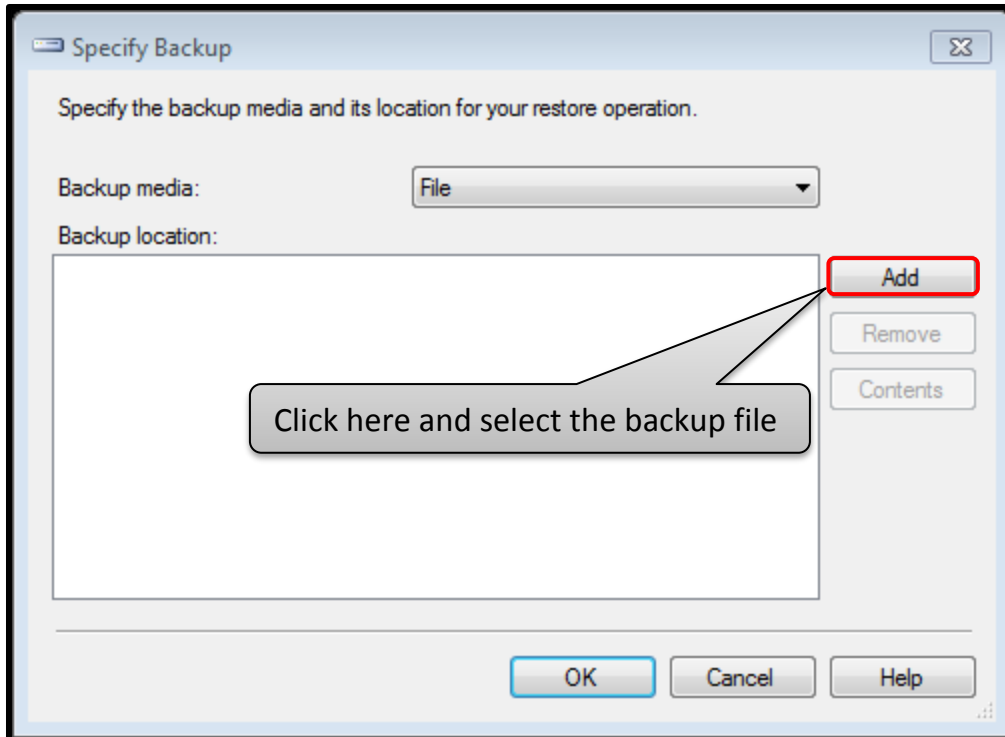 Specify Backup
Specify the backup media and its location for your restore operation.
Backup media:
File
Backup location:
Add
Remove
Contents
Click here and select the backup file
OK
Cancel
Help